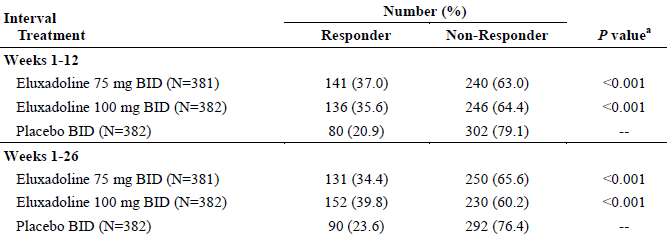 Interval Number (%)
Treatment Responder Non-Responder P valueᵃ
Weeks 1-12
Eluxadoline 75 mg BID (N=381) 141 (37.0) 240 (63.0) <0.001
Eluxadoline 100 mg BID (N=382) 136 (35.6) 246 (64.4) <0.001
Placebo BID (N=382) 80 (20.9) 302 (79.1) --
Weeks 1-26
Eluxadoline 75 mg BID (N=381) 131 (34.4) 250 (65.6) <0.001
Eluxadoline 100 mg BID (N=382) 152 (39.8) 230 (60.2) <0.001
Placebo BID (N=382) 90 (23.6) 292 (76.4) --